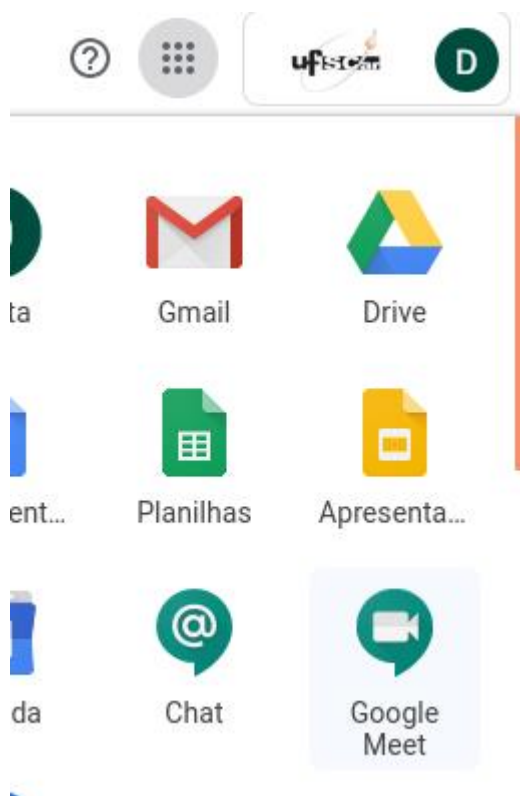 ufscar
D
ta
Gmail
Drive
ent...
Planilhas
Apresenta...
da
Chat
Google
Meet